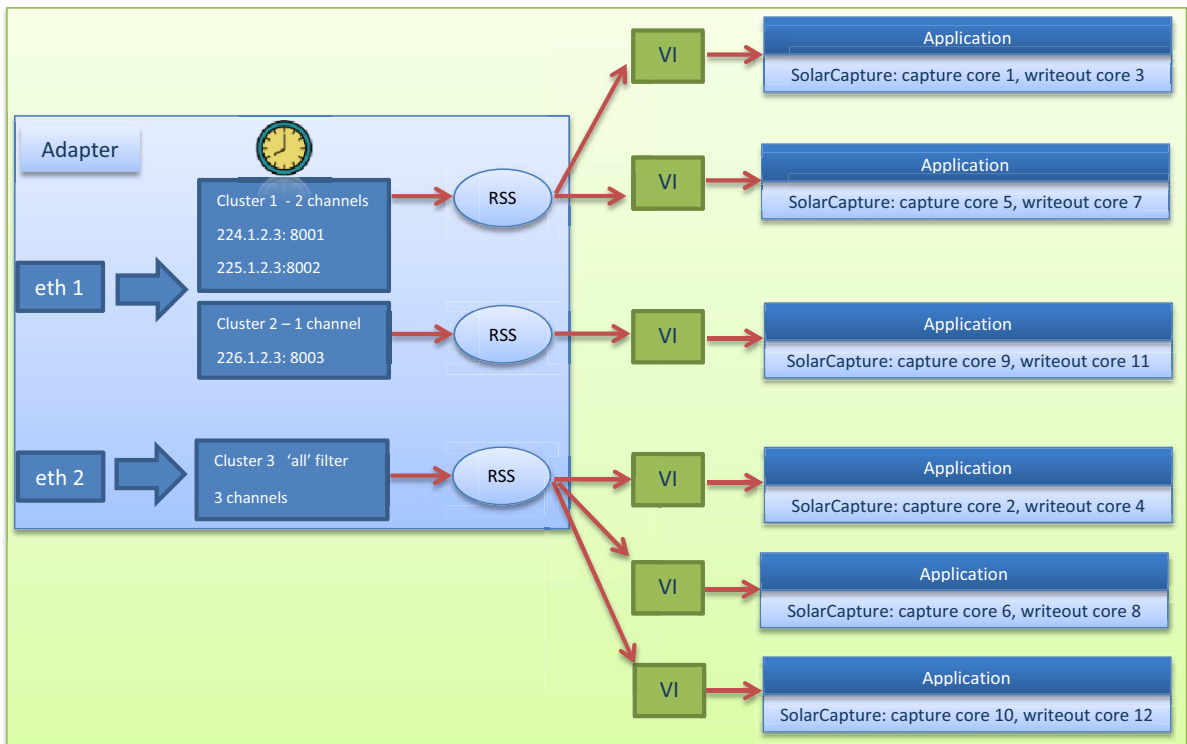 Adapter
eth 1
eth 2
Cluster 1 - 2 channels
224.1.2.3: 8001
225.1.2.3:8002
Cluster 2 – 1 channel
226.1.2.3: 8003
Cluster 3 'all' filter
3 channels
RSS
RSS
RSS
VI
Application
SolarCapture: capture core 1, writeout core 3
VI
Application
SolarCapture: capture core 5, writeout core 7
VI
Application
SolarCapture: capture core 9, writeout core 11
VI
Application
SolarCapture: capture core 2, writeout core 4
VI
Application
SolarCapture: capture core 6, writeout core 8
VI
Application
SolarCapture: capture core 10, writeout core 12